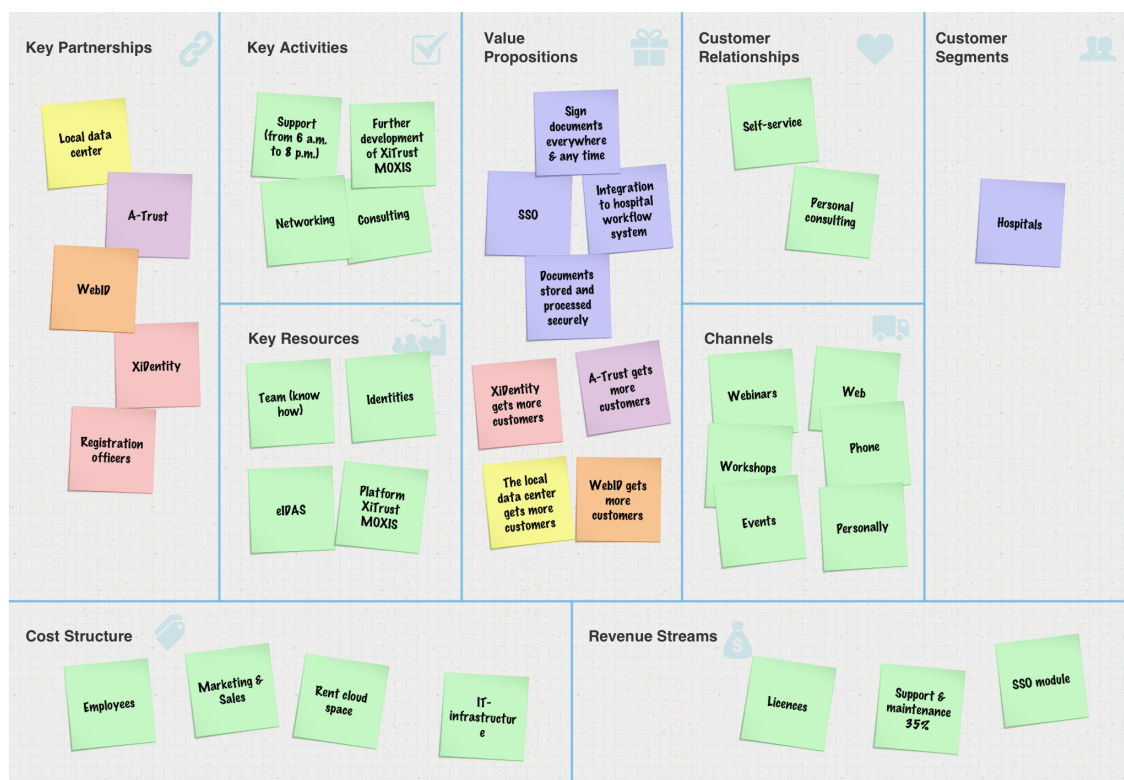 Key Partnerships
Local data
center
A-Trust
WebID
XiDentity
Registration
officers
Key Activities
Support
(from 6 a.m.
to 8 p.m.)
Further
development
of XiTrust
MOXIS
Networking
Consulting
Key Resources
Team (know
how)
Identities
eIDAS
Platform
XiTrust
MOXIS
Value
Propositions
Sign
documents
everywhere
& any time
SSO
Integration
to hospital
workflow
system
Documents
stored and
processed
securely
XiDentity
gets more
customers
A-Trust gets
more
customers
The local
data center
gets more
customers
WebID gets
more
customers
Customer
Relationships
Self-service
Personal
consulting
Channels
Webinars
Web
Workshops
Phone
Events
Personally
Customer
Segments
Hospitals
Cost Structure
Employees
Marketing &
Sales
Rent cloud
space
IT-
infrastructur
e
Revenue Streams
$
Licences
Support &
maintenance
35%
SSO module